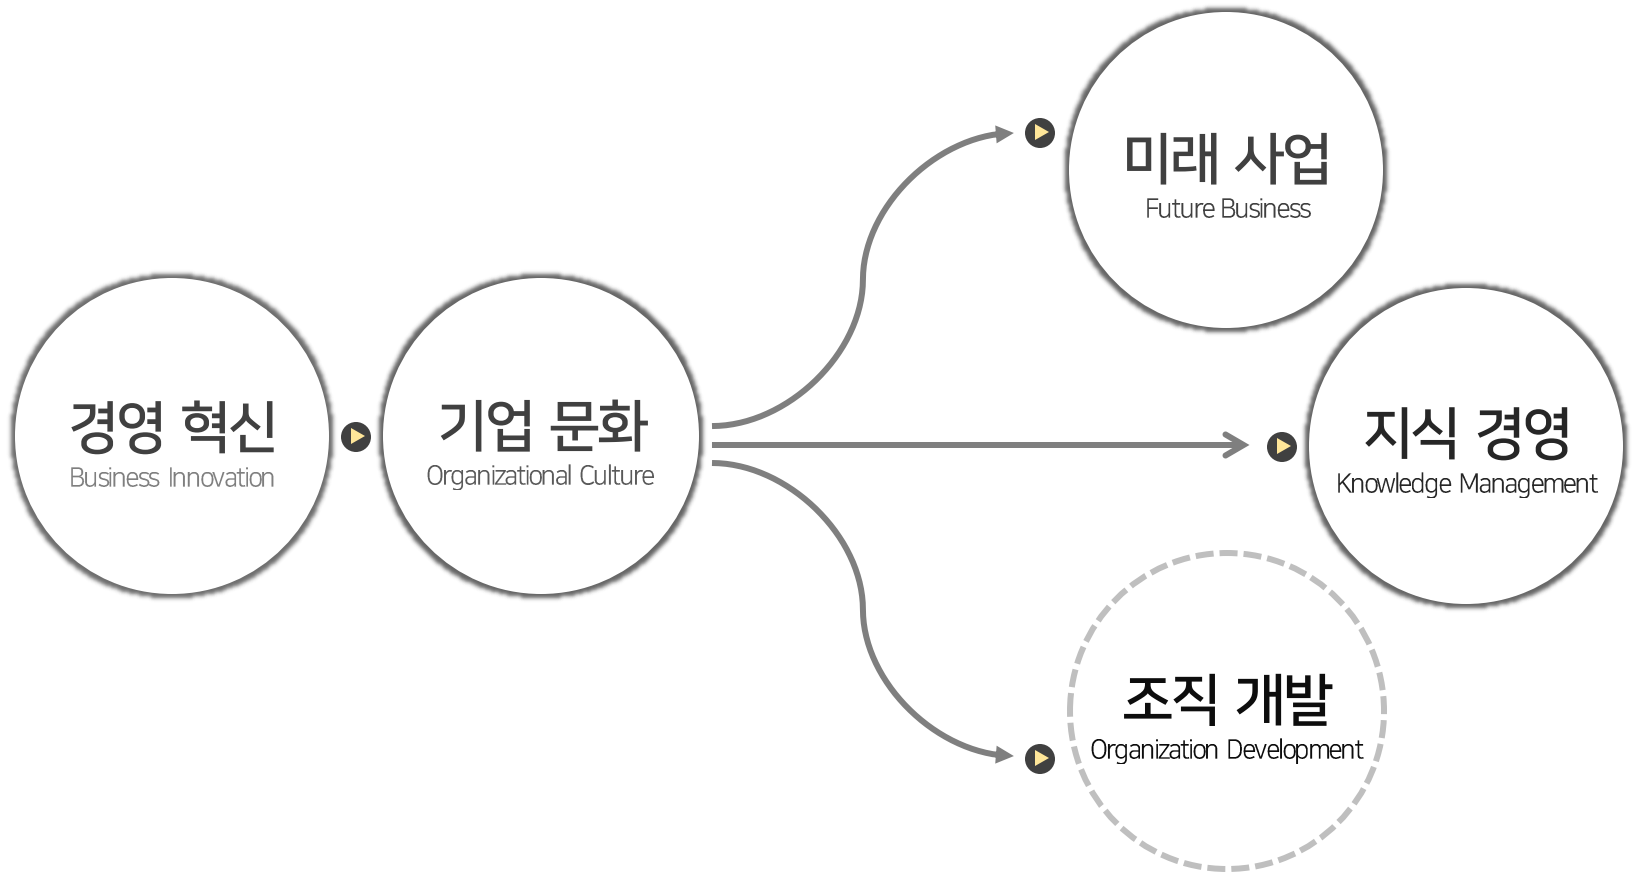 경영 혁신
Business Innovation
기업 문화
Organizational Culture
미래 사업
Future Business
지식 경영
Knowledge Management
조직 개발
Organization Development